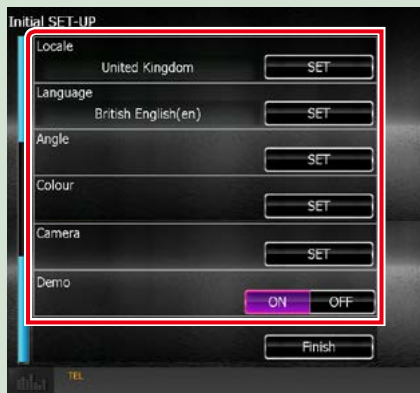 Initial SET-UP
Locale
United Kingdom SET
Language
British English(en) SET
Angle
SET
Colour
SET
Camera
SET
Demo
ON OFF
Finish
TEL